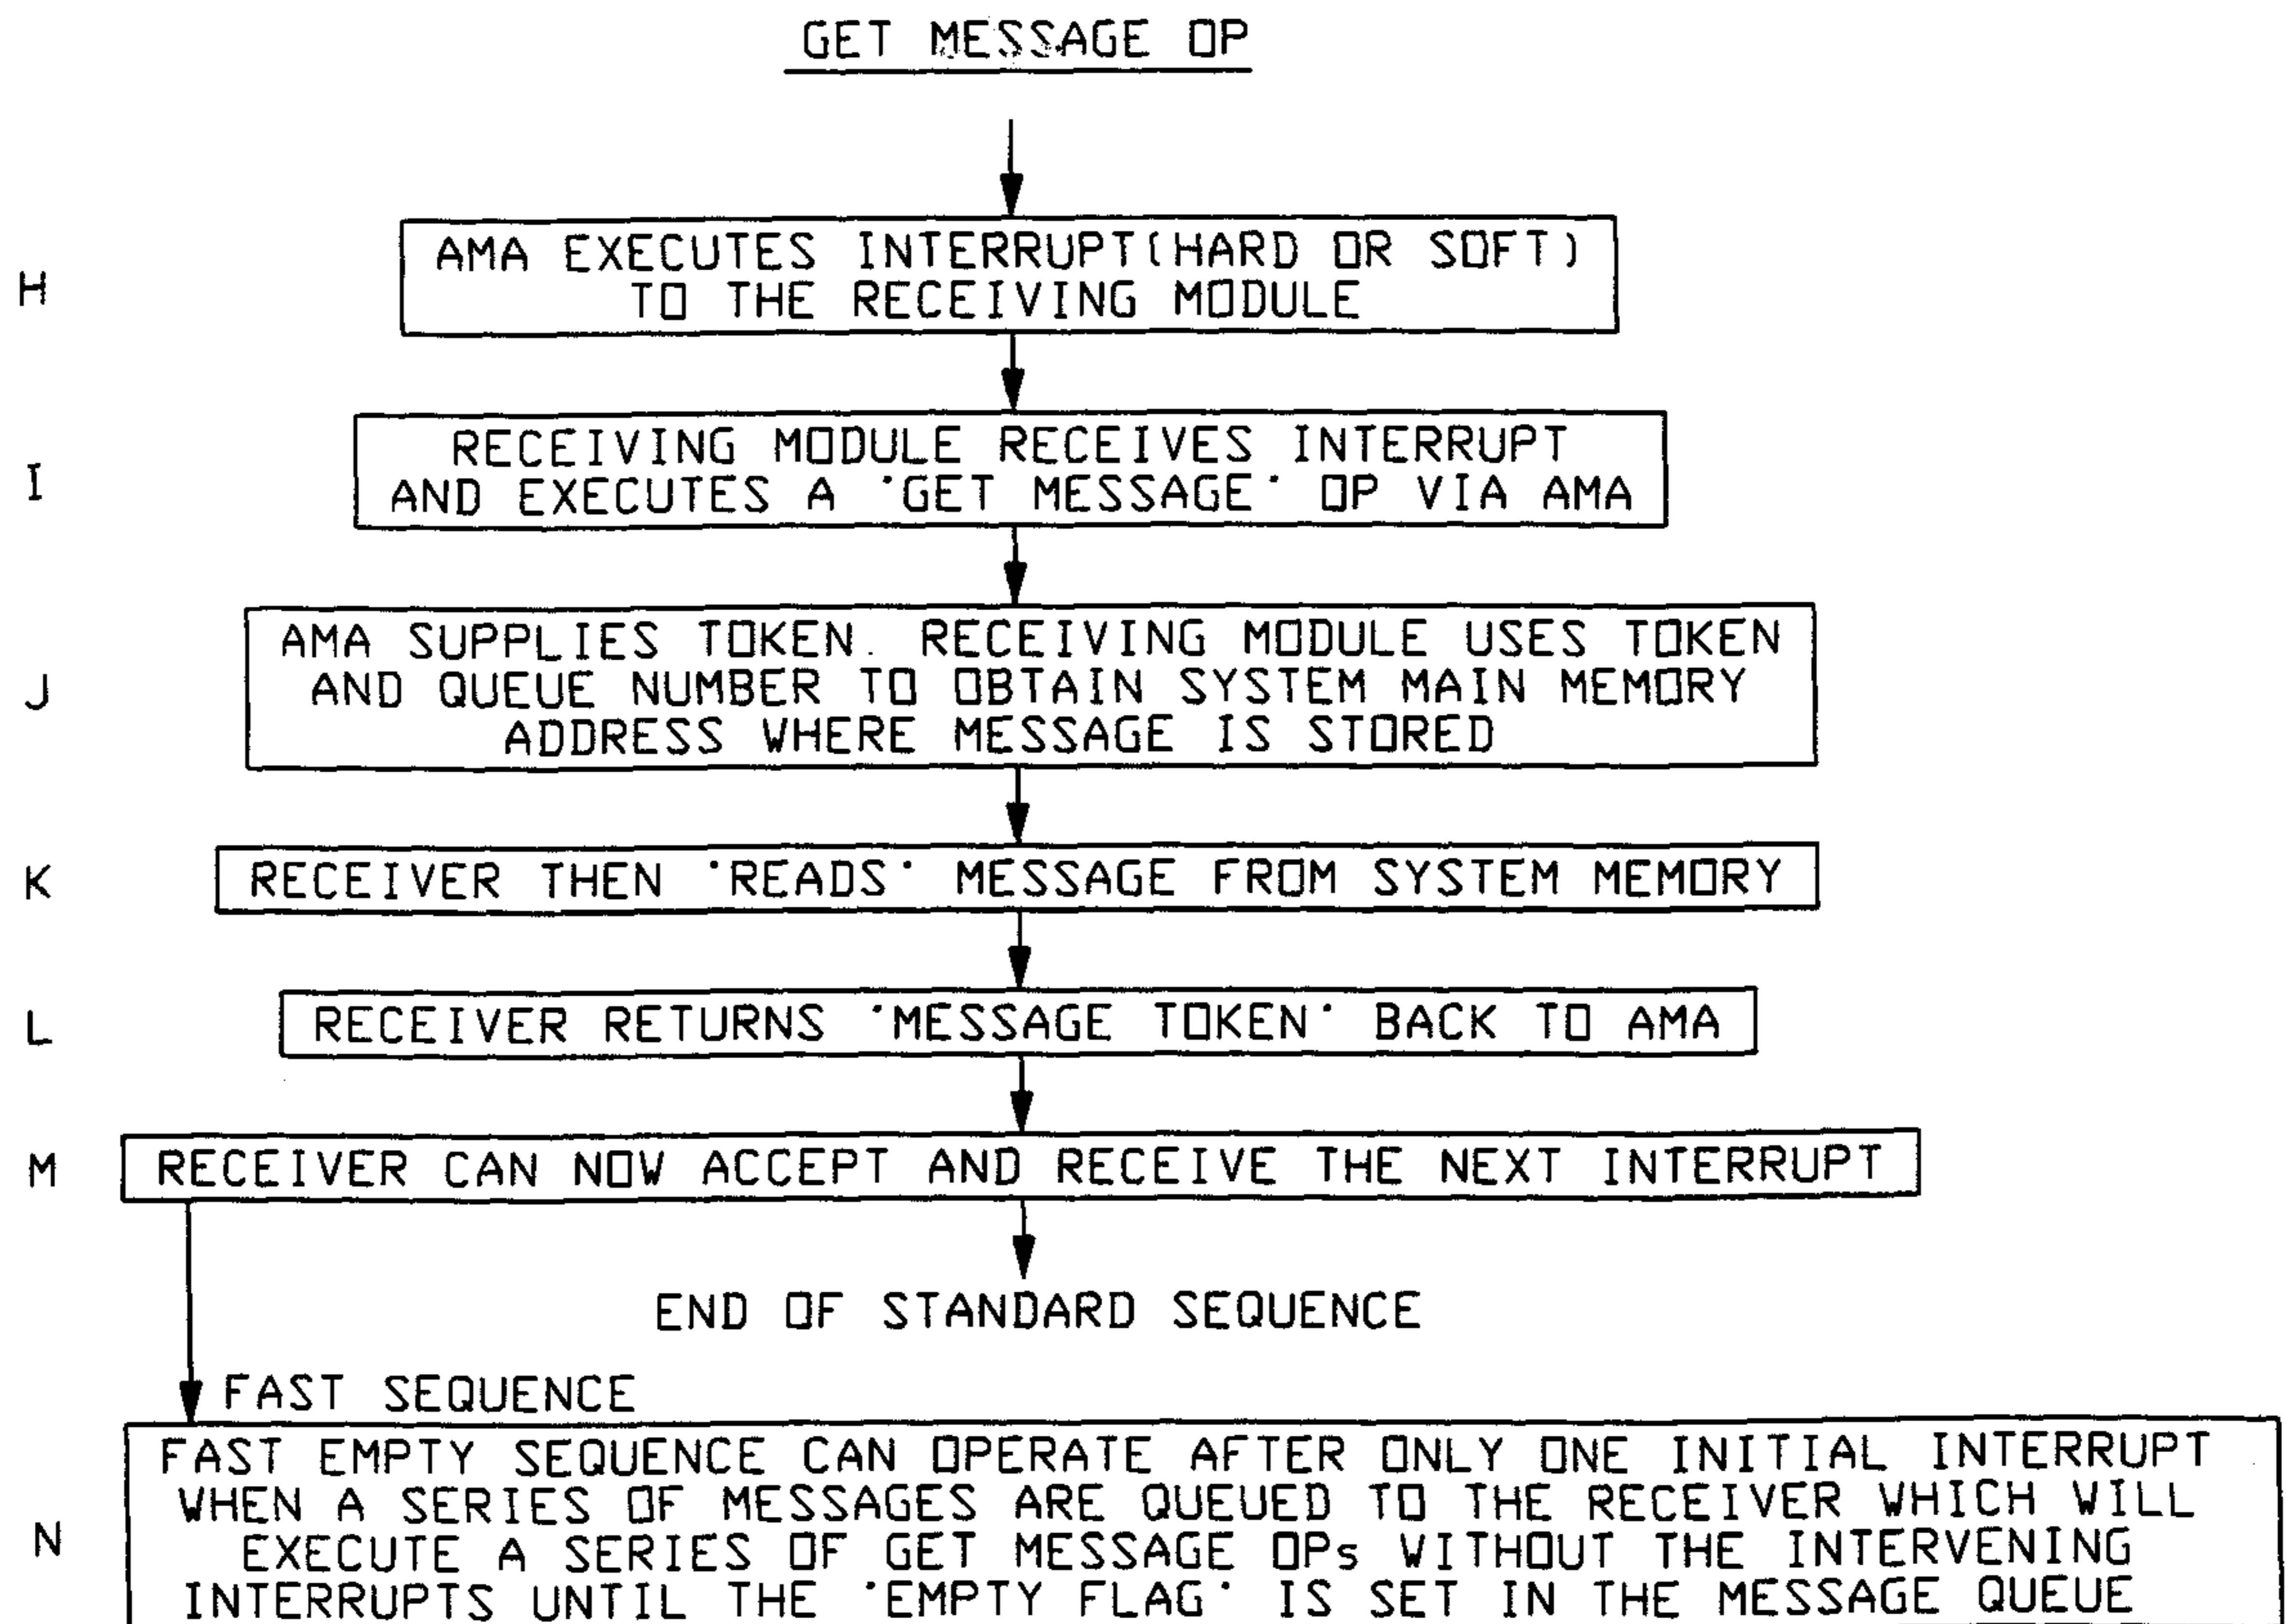 GET MESSAGE OP
H
AMA EXECUTES INTERRUPT(HARD OR SOFT)
TO THE RECEIVING MODULE
I
RECEIVING MODULE RECEIVES INTERRUPT
AND EXECUTES A 'GET MESSAGE' OP VIA AMA
J
AMA SUPPLIES TOKEN. RECEIVING MODULE USES TOKEN
AND QUEUE NUMBER TO OBTAIN SYSTEM MAIN MEMORY
ADDRESS WHERE MESSAGE IS STORED
K
RECEIVER THEN 'READS' MESSAGE FROM SYSTEM MEMORY
L
RECEIVER RETURNS 'MESSAGE TOKEN' BACK TO AMA
M
RECEIVER CAN NOW ACCEPT AND RECEIVE THE NEXT INTERRUPT
END OF STANDARD SEQUENCE
FAST SEQUENCE
N
FAST EMPTY SEQUENCE CAN OPERATE AFTER ONLY ONE INITIAL INTERRUPT
WHEN A SERIES OF MESSAGES ARE QUEUED TO THE RECEIVER WHICH WILL
EXECUTE A SERIES OF GET MESSAGE OPs WITHOUT THE INTERVENING
INTERRUPTS UNTIL THE 'EMPTY FLAG' IS SET IN THE MESSAGE QUEUE